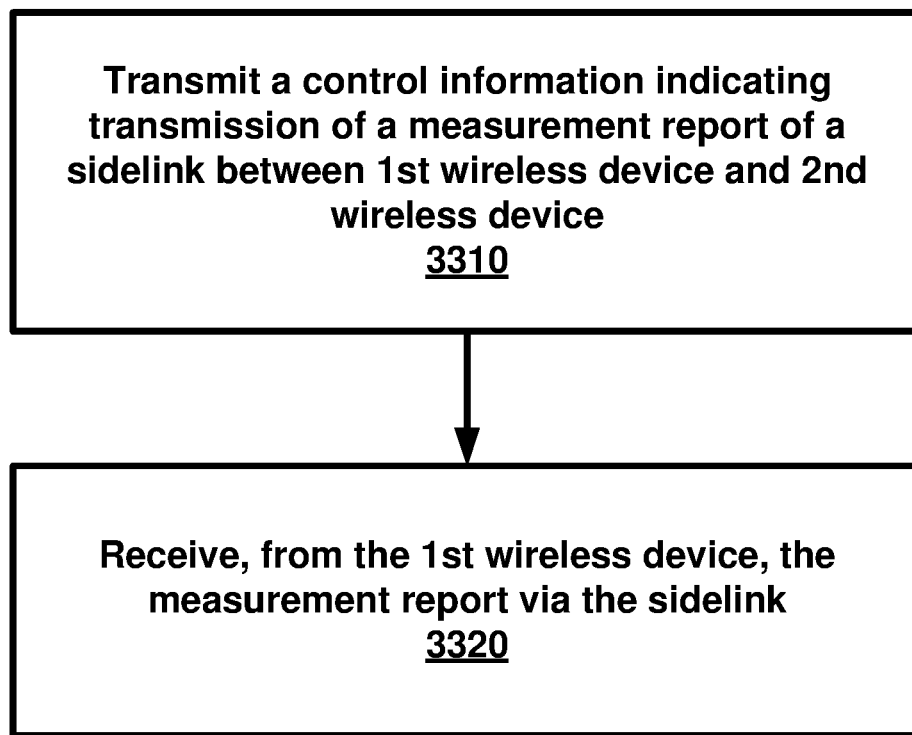 Transmit a control information indicating
transmission of a measurement report of a
sidelink between 1st wireless device and 2nd
wireless device
3310
Receive, from the 1st wireless device, the
measurement report via the sidelink
3320